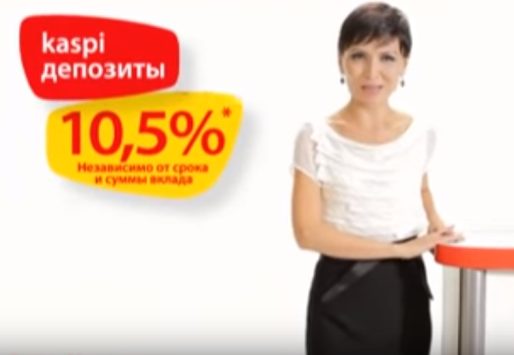 kaspi
депозиты
10,5%*
Независимо от срока
и суммы вклада